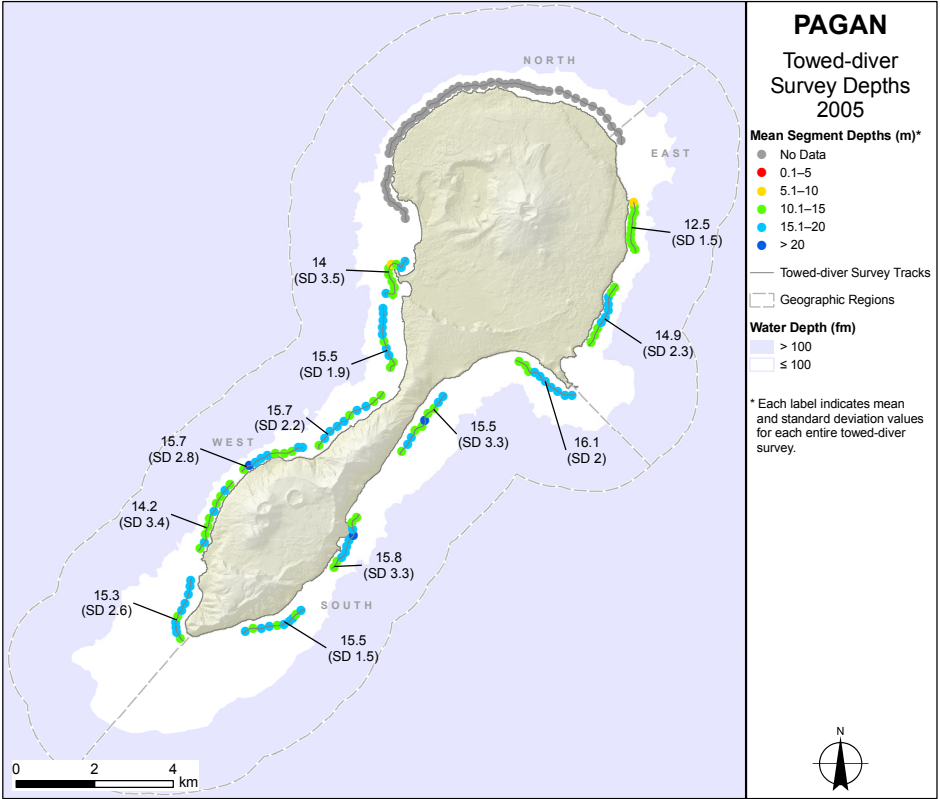 PAGAN
Towed-diver
Survey Depths
2005
Mean Segment Depths (m)*
No Data
0.1–5
5.1–10
10.1–15
15.1–20
> 20
Towed-diver Survey Tracks
Geographic Regions
Water Depth (fm)
> 100
≤ 100
* Each label indicates mean
and standard deviation values
for each entire towed-diver
survey.
N
NORTH
EAST
12.5
(SD 1.5)
14
(SD 3.5)
14.9
(SD 2.3)
15.5
(SD 1.9)
15.7
(SD 2.2)
15.5
(SD 3.3)
16.1
(SD 2)
WEST
15.7
(SD 2.8)
14.2
(SD 3.4)
15.8
(SD 3.3)
15.3
(SD 2.6)
SOUTH
15.5
(SD 1.5)
0 2 4
km